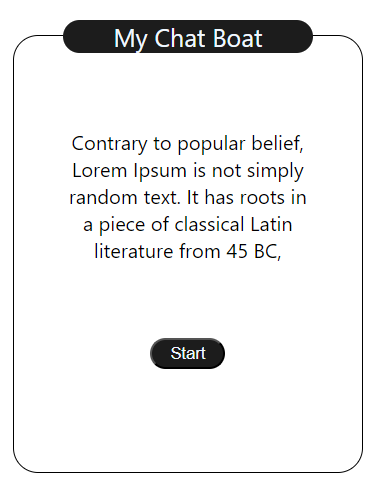 My Chat Boat
Contrary to popular belief,
Lorem Ipsum is not simply
random text. It has roots in
a piece of classical Latin
literature from 45 BC,
Start